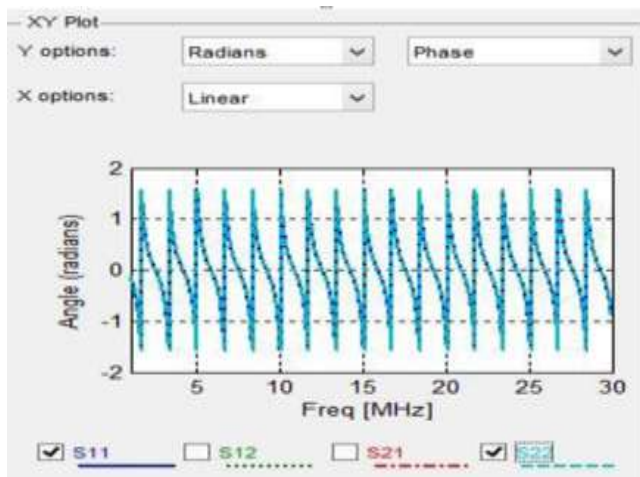 XY Plot
Y options: Radians Phase
X options: Linear
2
1
0
-1
-2
Angle (radians)
5 10 15 20 25 30
Freq [MHz]
S11 S12 S21 S22